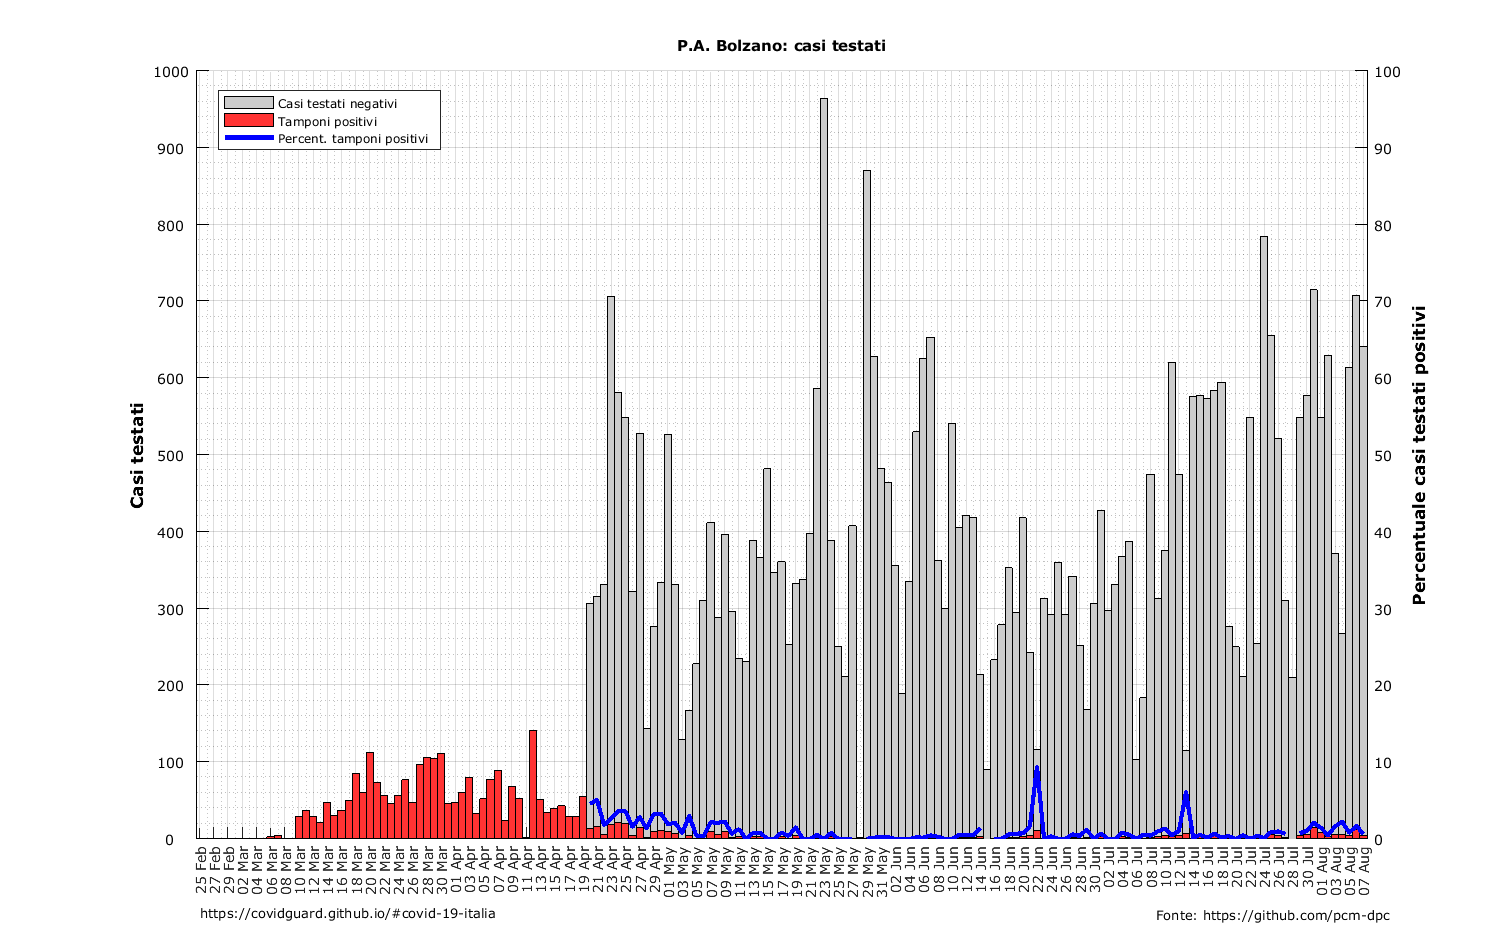 P.A. Bolzano: casi testati
Casi testati negativi
Tamponi positivi
Percent. tamponi positivi
Casi testati
1000
900
800
700
600
500
400
300
200
100
0
100
90
80
70
60
50
40
30
20
10
0
Percentuale casi testati positivi
25 Feb
27 Feb
29 Feb
02 Mar
04 Mar
06 Mar
08 Mar
10 Mar
12 Mar
14 Mar
16 Mar
18 Mar
20 Mar
22 Mar
24 Mar
26 Mar
28 Mar
30 Mar
01 Apr
03 Apr
05 Apr
07 Apr
09 Apr
11 Apr
13 Apr
15 Apr
17 Apr
19 Apr
21 Apr
23 Apr
25 Apr
27 Apr
29 Apr
01 May
03 May
05 May
07 May
09 May
11 May
13 May
15 May
17 May
19 May
21 May
23 May
25 May
27 May
29 May
31 May
02 Jun
04 Jun
06 Jun
08 Jun
10 Jun
12 Jun
14 Jun
16 Jun
18 Jun
20 Jun
22 Jun
24 Jun
26 Jun
28 Jun
30 Jun
02 Jul
04 Jul
06 Jul
08 Jul
10 Jul
12 Jul
14 Jul
16 Jul
18 Jul
20 Jul
22 Jul
24 Jul
26 Jul
28 Jul
30 Jul
01 Aug
03 Aug
05 Aug
07 Aug
https://covidguard.github.io/#covid-19-italia
Fonte: https://github.com/pcm-dpc